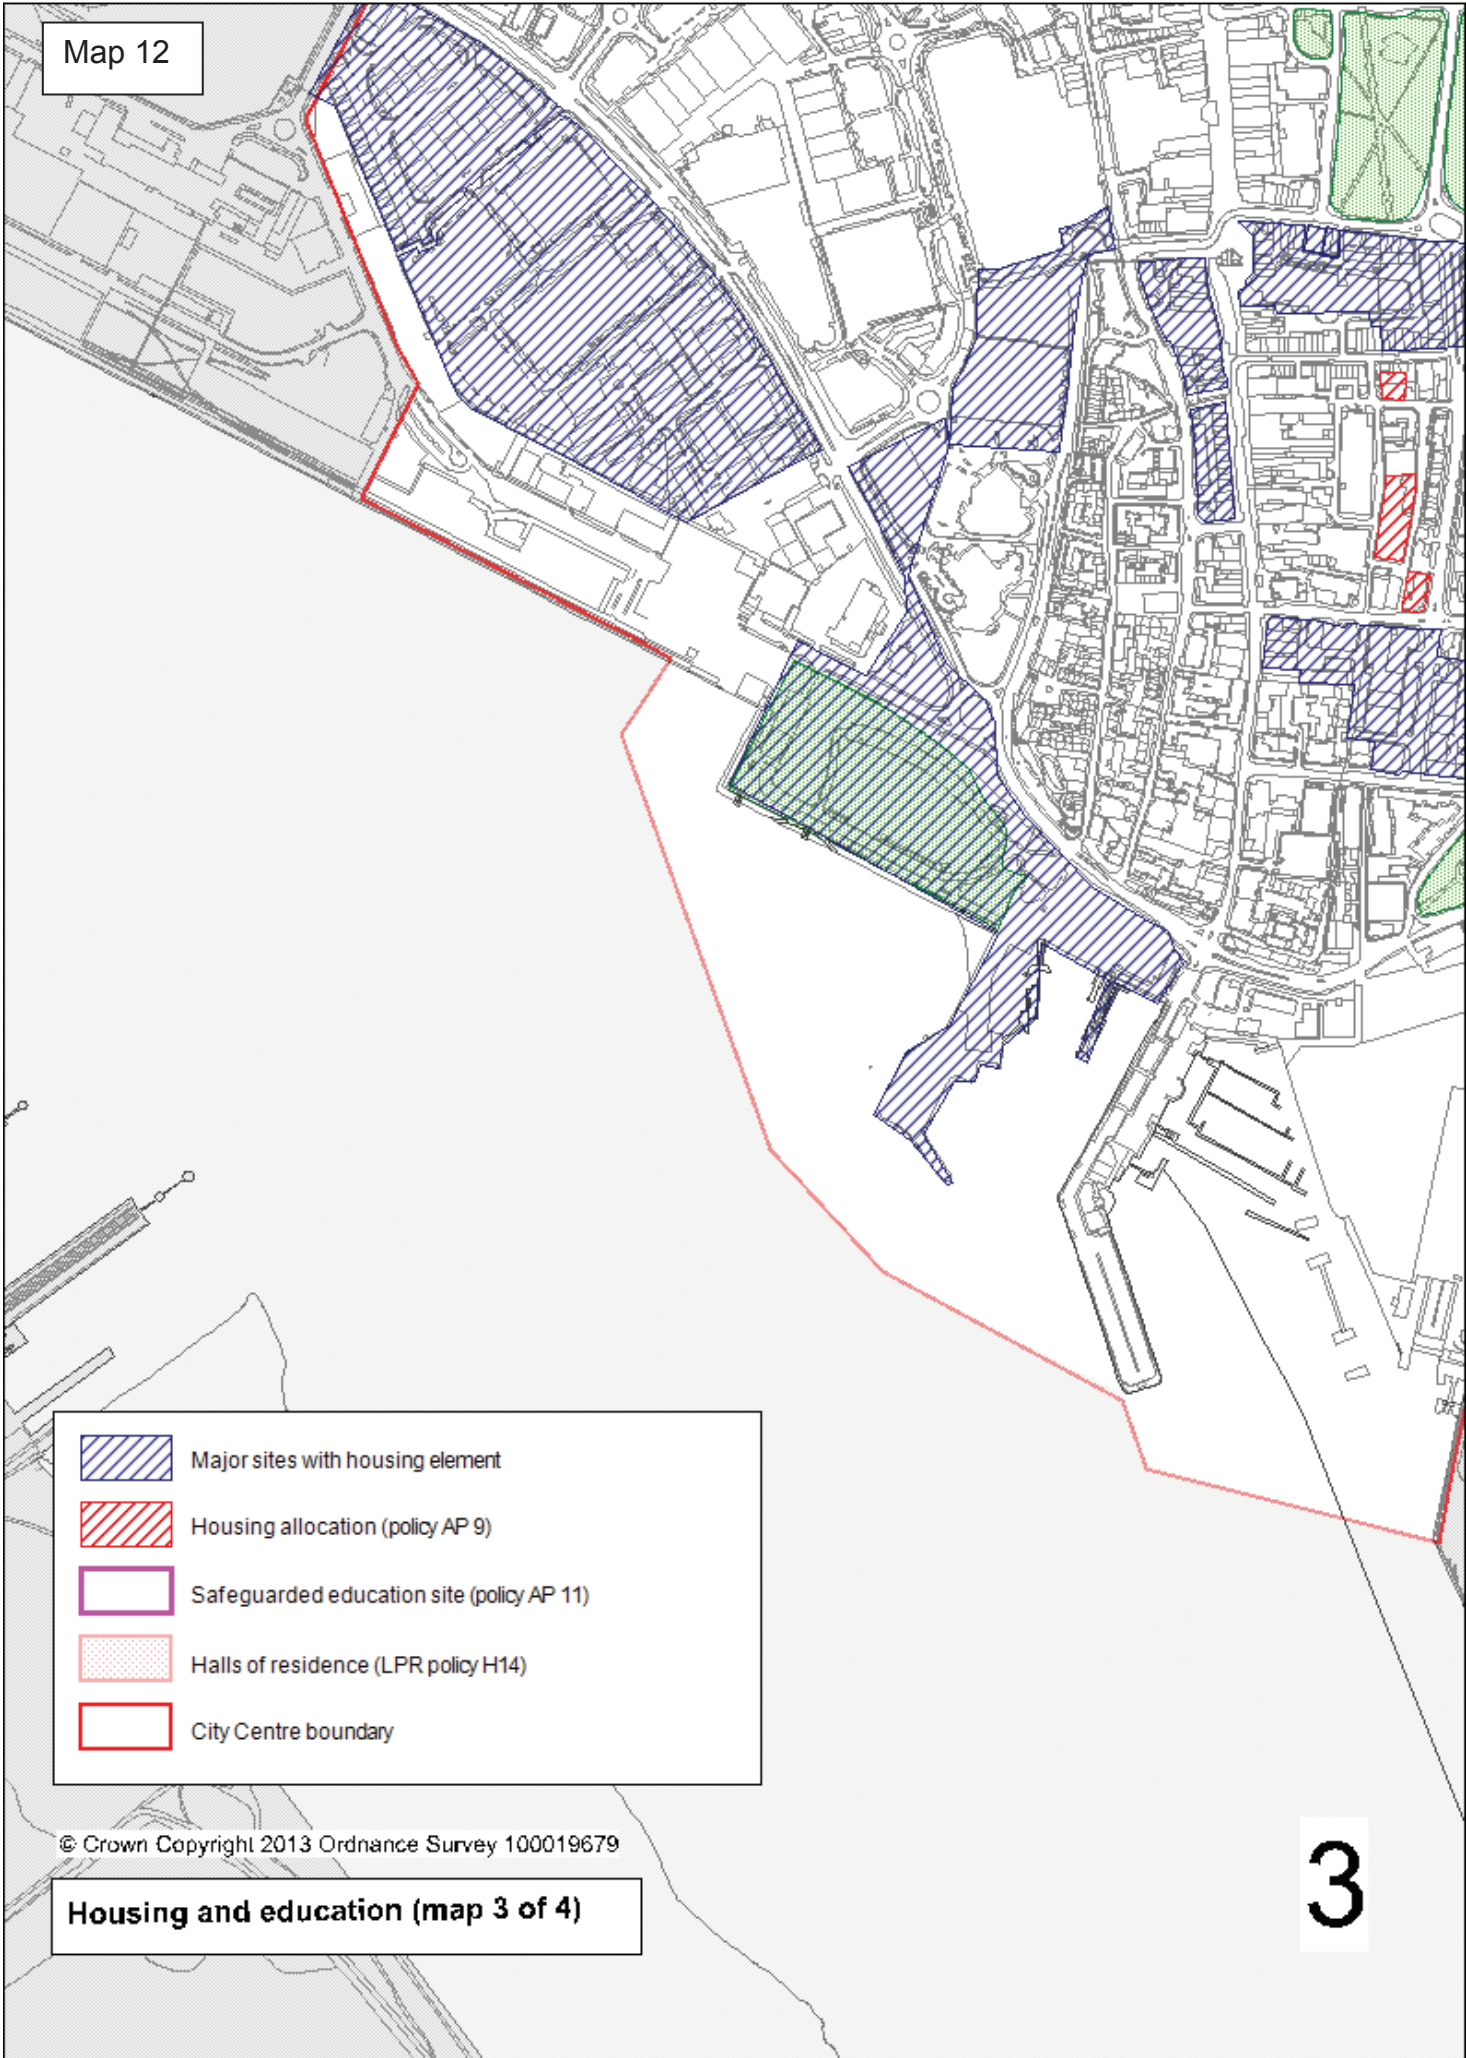 Map 12
Major sites with housing element
Housing allocation (policy AP 9)
Safeguarded education site (policy AP 11)
Halls of residence (LPR policy H14)
City Centre boundary
© Crown Copyright 2013 Ordnance Survey 100019679
Housing and education (map 3 of 4)
3